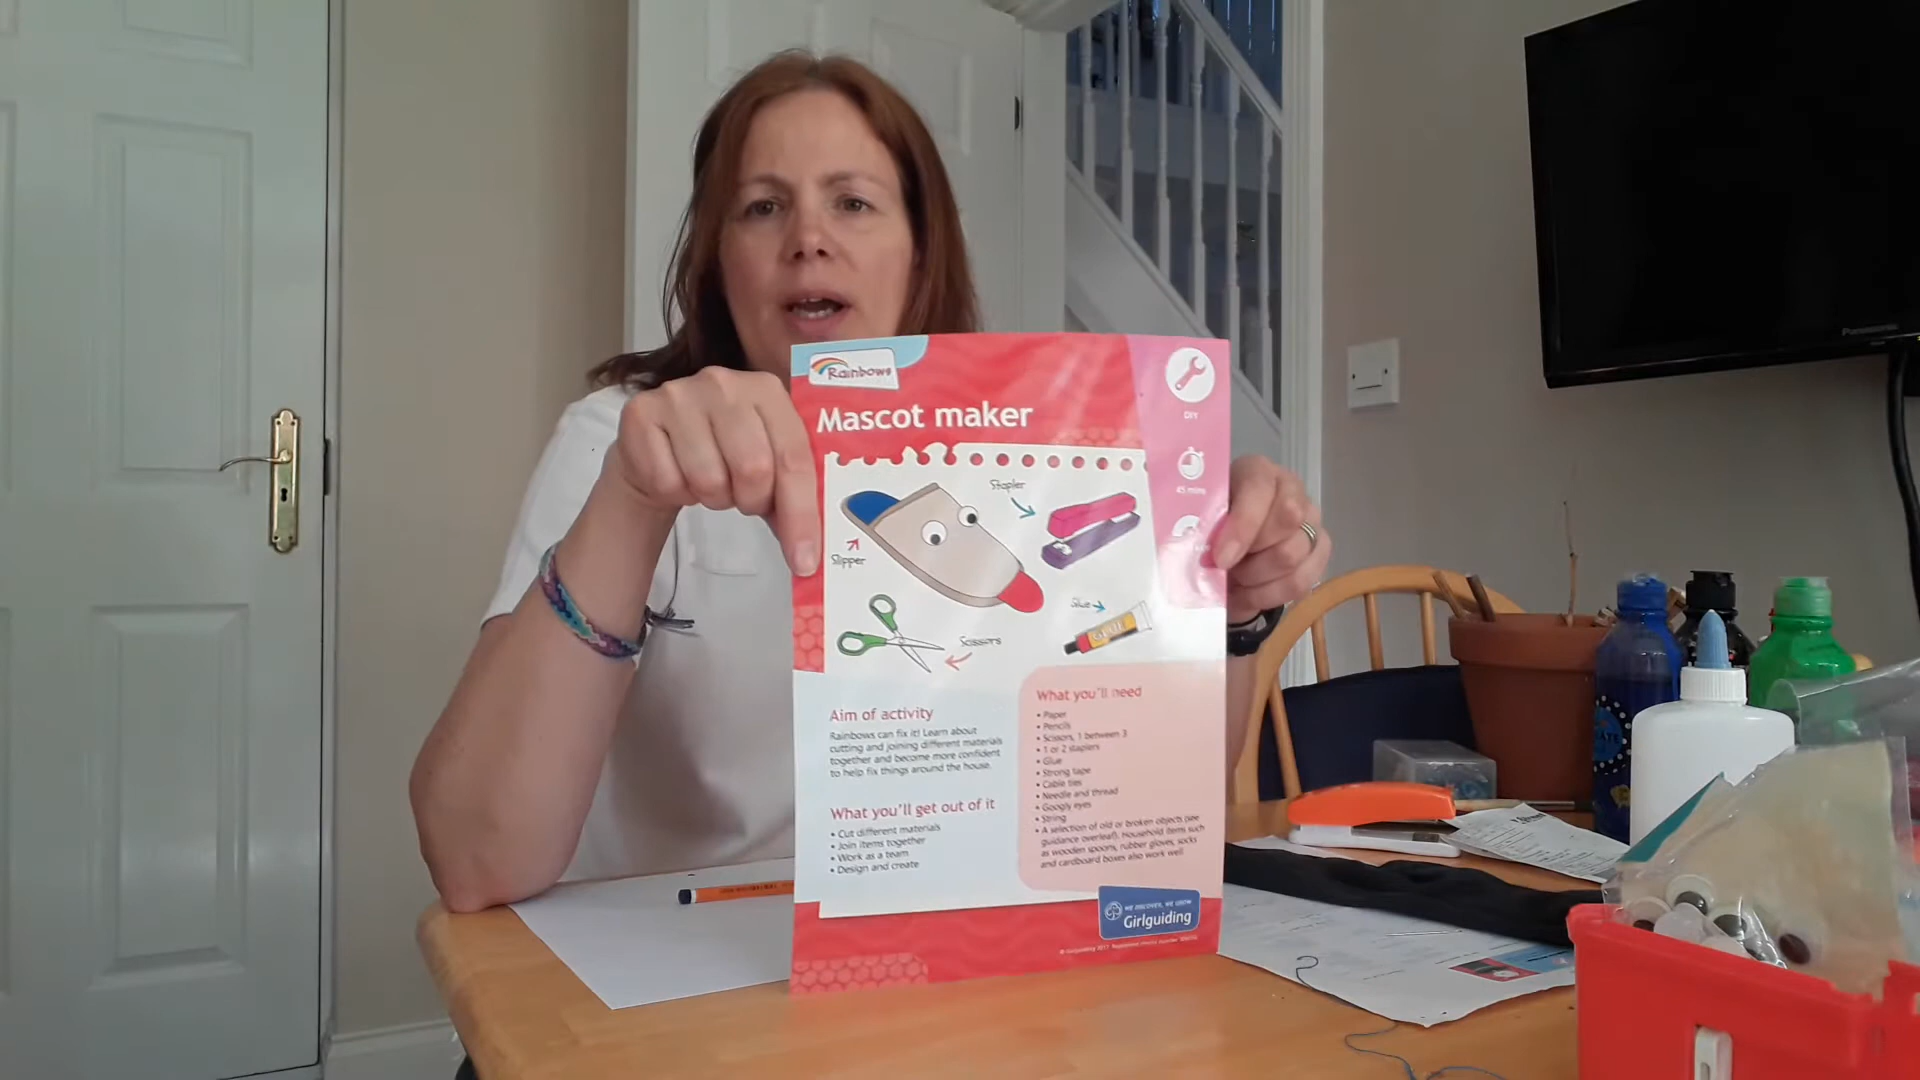 Rainbows
Mascot maker
DIY
45 mins
Stapler
Slipper
Glue
GLUE
Scissors
Aim of activity
Rainbows can fix it! Learn about
cutting and joining different materials
together and become more confident
to help fix things around the house.
What you'll get out of it
• Cut different materials
• Join items together
• Work as a team
• Design and create
What you'll need
• Paper
• Pencils
• Scissors, 1 between 3
• 1 or 2 staplers
• Glue
• Strong tape
• Cable ties
• Needle and thread
• Googly eyes
• String
• A selection of old or broken objects (see
guidance overleaf). Household items such
as wooden spoons, rubber gloves, socks
and cardboard boxes also work well
WE DISCOVER, WE GROW
Girlguiding
Panasonic